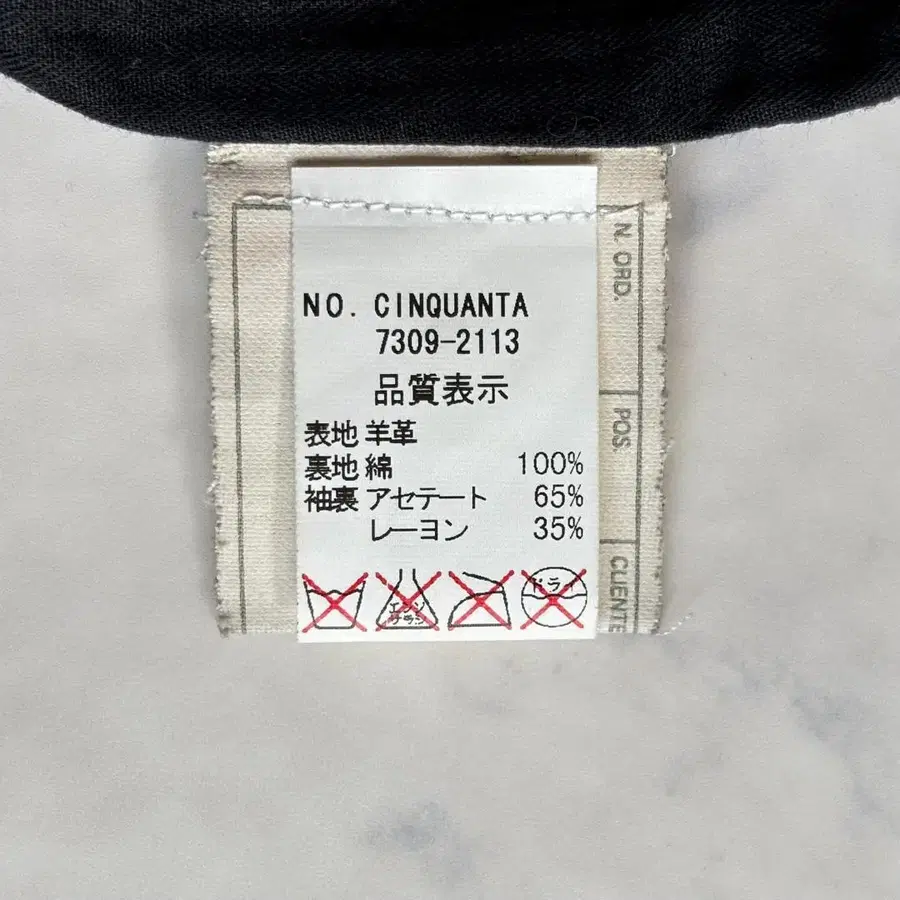 NO. CINQUANTA
7309-2113
品質表示
表地 羊革
裏地 綿 100%
袖裏 アセテート 65%
レーヨン 35%
エンソ サラシ
ドライ
N. ORD.
POS.
CLIENTE